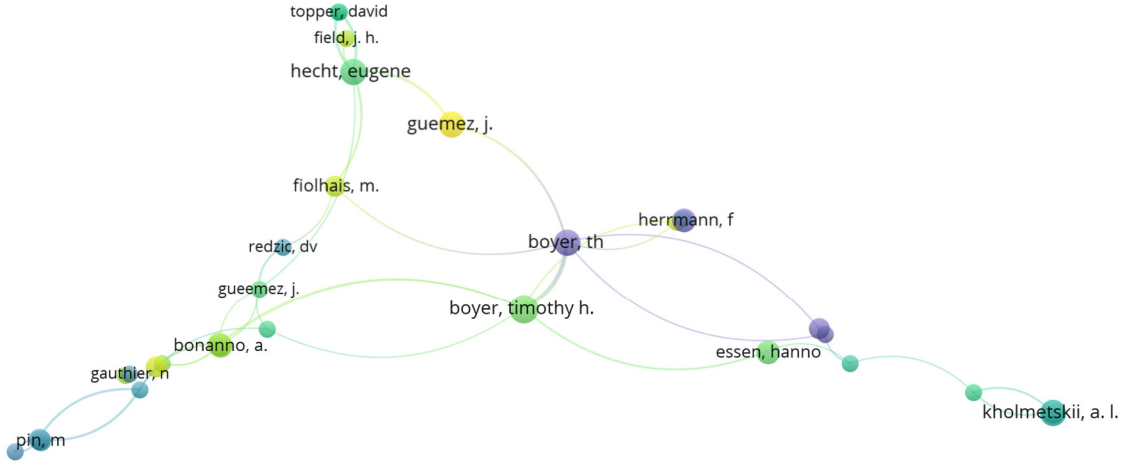 topper, david
field, j. h.
hecht, eugene
guemez, j.
fiolhais, m.
herrmann, f
boyer, th
redzic, dv
gueemez, j.
boyer, timothy h.
bonanno, a.
essen, hanno
gauthier, n
kholmetskii, a. l.
pin, m